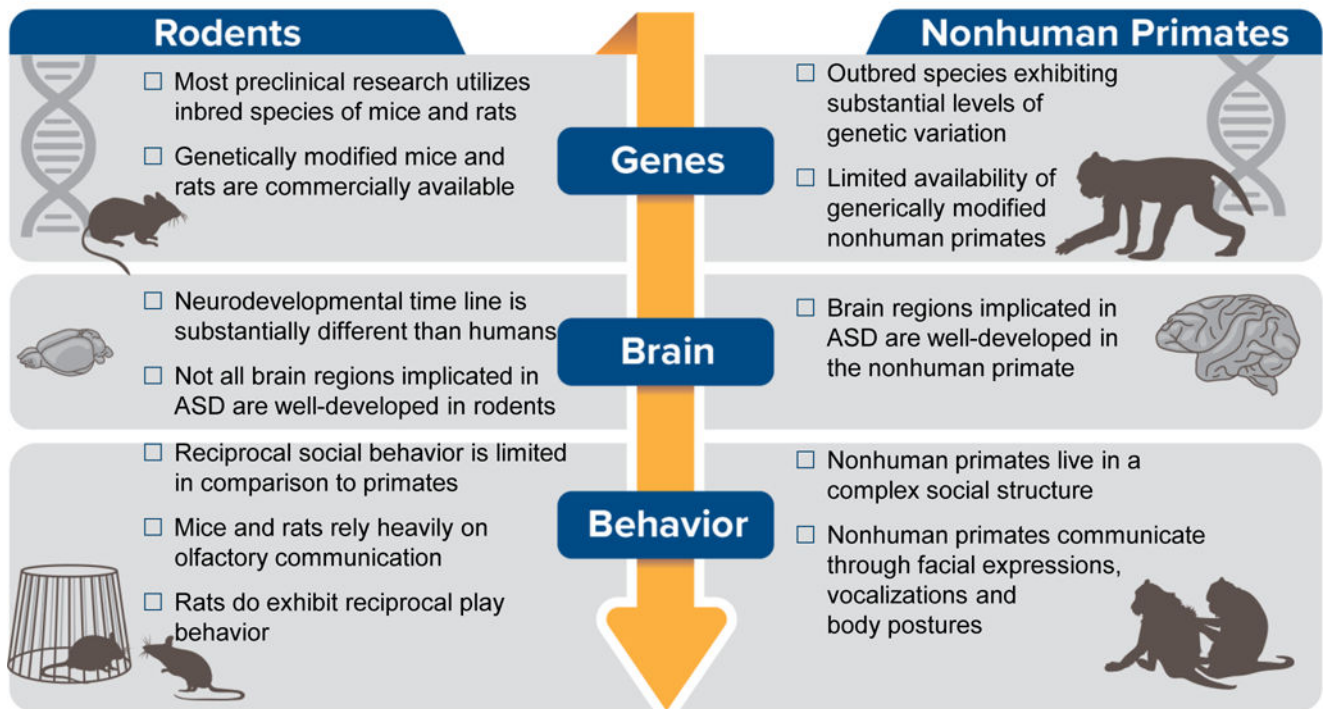 Rodents
Nonhuman Primates
Genes
☐ Most preclinical research utilizes
inbred species of mice and rats
☐ Genetically modified mice and
rats are commercially available
☐ Outbred species exhibiting
substantial levels of
genetic variation
☐ Limited availability of
generically modified
nonhuman primates
Brain
☐ Neurodevelopmental time line is
substantially different than humans
☐ Not all brain regions implicated in
ASD are well-developed in rodents
☐ Brain regions implicated in
ASD are well-developed in
the nonhuman primate
Behavior
☐ Reciprocal social behavior is limited
in comparison to primates
☐ Mice and rats rely heavily on
olfactory communication
☐ Rats do exhibit reciprocal play
behavior
☐ Nonhuman primates live in a
complex social structure
☐ Nonhuman primates communicate
through facial expressions,
vocalizations and
body postures